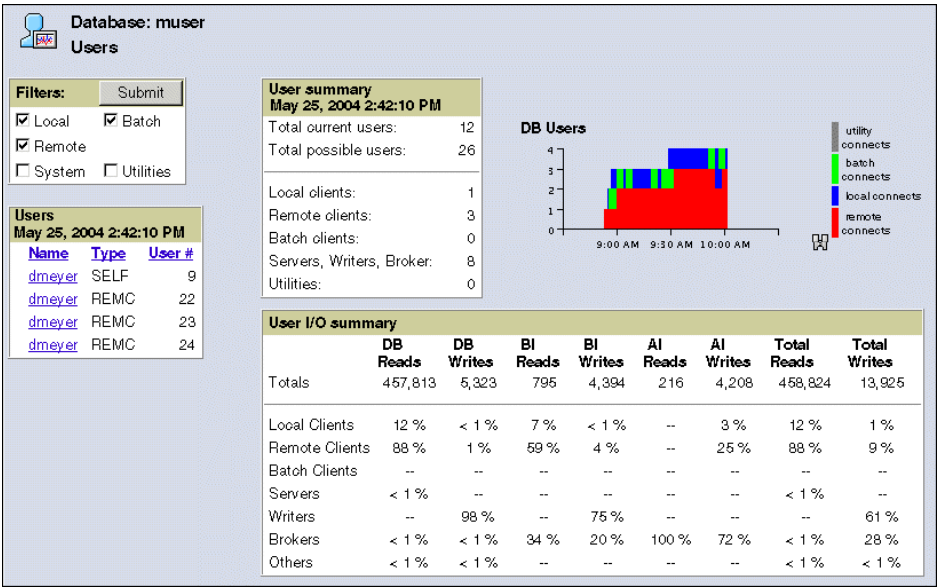 Database: muser
Users
Filters: Submit
Local Batch
Remote
System Utilities
Users
May 25, 2004 2:42:10 PM
Name Type User #
dmeyer SELF 9
dmeyer REMC 22
dmeyer REMC 23
dmeyer REMC 24
User summary
May 25, 2004 2:42:10 PM
Total current users: 12
Total possible users: 26
Local clients: 1
Remote clients: 3
Batch clients: 0
Servers, Writers, Broker: 8
Utilities: 0
DB Users
4
3
2
1
0
9:00 AM 9:30 AM 10:00 AM
utility
connects
batch
connects
local connects
remote
connects
User I/O summary
DB DB BI BI AI AI Total Total
Reads Writes Reads Writes Reads Writes Reads Writes
Totals 457,813 5,323 795 4,394 216 4,208 458,824 13,925
Local Clients 12 % < 1 % 7 % < 1 % -- 3 % 12 % 1 %
Remote Clients 88 % 1 % 59 % 4 % -- 25 % 88 % 9 %
Batch Clients -- -- -- -- -- -- -- --
Servers < 1 % -- -- -- -- -- < 1 % --
Writers -- 98 % -- 75 % -- -- -- 61 %
Brokers < 1 % < 1 % 34 % 20 % 100 % 72 % < 1 % 28 %
Others < 1 % < 1 % -- -- -- -- < 1 % < 1 %